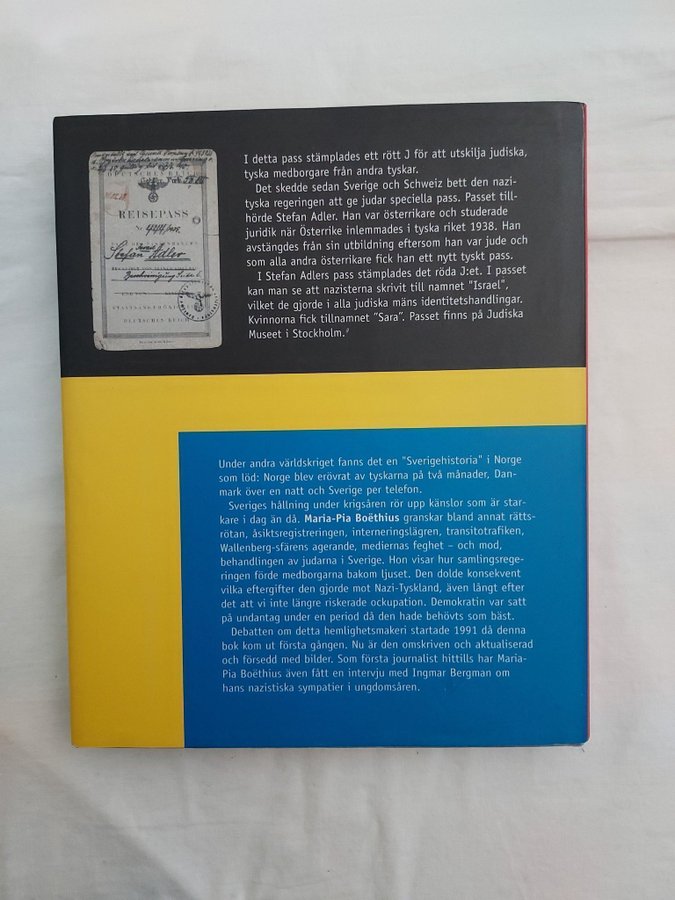 DEUTSCHES REICH
REISEPASS
Nr
Stefan Adler
DEUTSCHES REICH
I detta pass stämplades ett rött J för att utskilja judiska,
tyska medborgare från andra tyskar.
Det skedde sedan Sverige och Schweiz bett den nazi-
tyska regeringen att ge judar speciella pass. Passet till-
hörde Stefan Adler. Han var österrikare och studerade
juridik när Österrike inlemmades i tyska riket 1938. Han
avstängdes från sin utbildning eftersom han var jude och
som alla andra österrikare fick han ett nytt tyskt pass.
I Stefan Adlers pass stämplades det röda J:et. I passet
kan man se att nazisterna skrivit till namnet "Israel",
vilket de gjorde i alla judiska mäns identitetshandlingar.
Kvinnorna fick tillnamnet "Sara". Passet finns på Judiska
Museet i Stockholm.
Under andra världskriget fanns det en "Sverigehistoria" i Norge
som löd: Norge blev erövrat av tyskarna på två månader, Dan-
mark över en natt och Sverige per telefon.
Sveriges hållning under krigsåren rör upp känslor som är star-
kare i dag än då. Maria-Pia Boëthius granskar bland annat rätts-
rötan, åsiktsregistreringen, interneringslägren, transitotrafiken,
Wallenberg-sfärens agerande, mediernas feghet – och mod,
behandlingen av judarna i Sverige. Hon visar hur samlingsrege-
ringen förde medborgarna bakom ljuset. Den dolde konsekvent
vilka eftergifter den gjorde mot Nazi-Tyskland, även långt efter
det att vi inte längre riskerade ockupation. Demokratin var satt
på undantag under en period då den hade behövts som bäst.
Debatten om detta hemlighetsmakeri startade 1991 då denna
bok kom ut första gången. Nu är den omskriven och aktualiserad
och försedd med bilder. Som första journalist hittills har Maria-
Pia Boëthius även fått en intervju med Ingmar Bergman om
hans nazistiska sympatier i ungdomsåren.